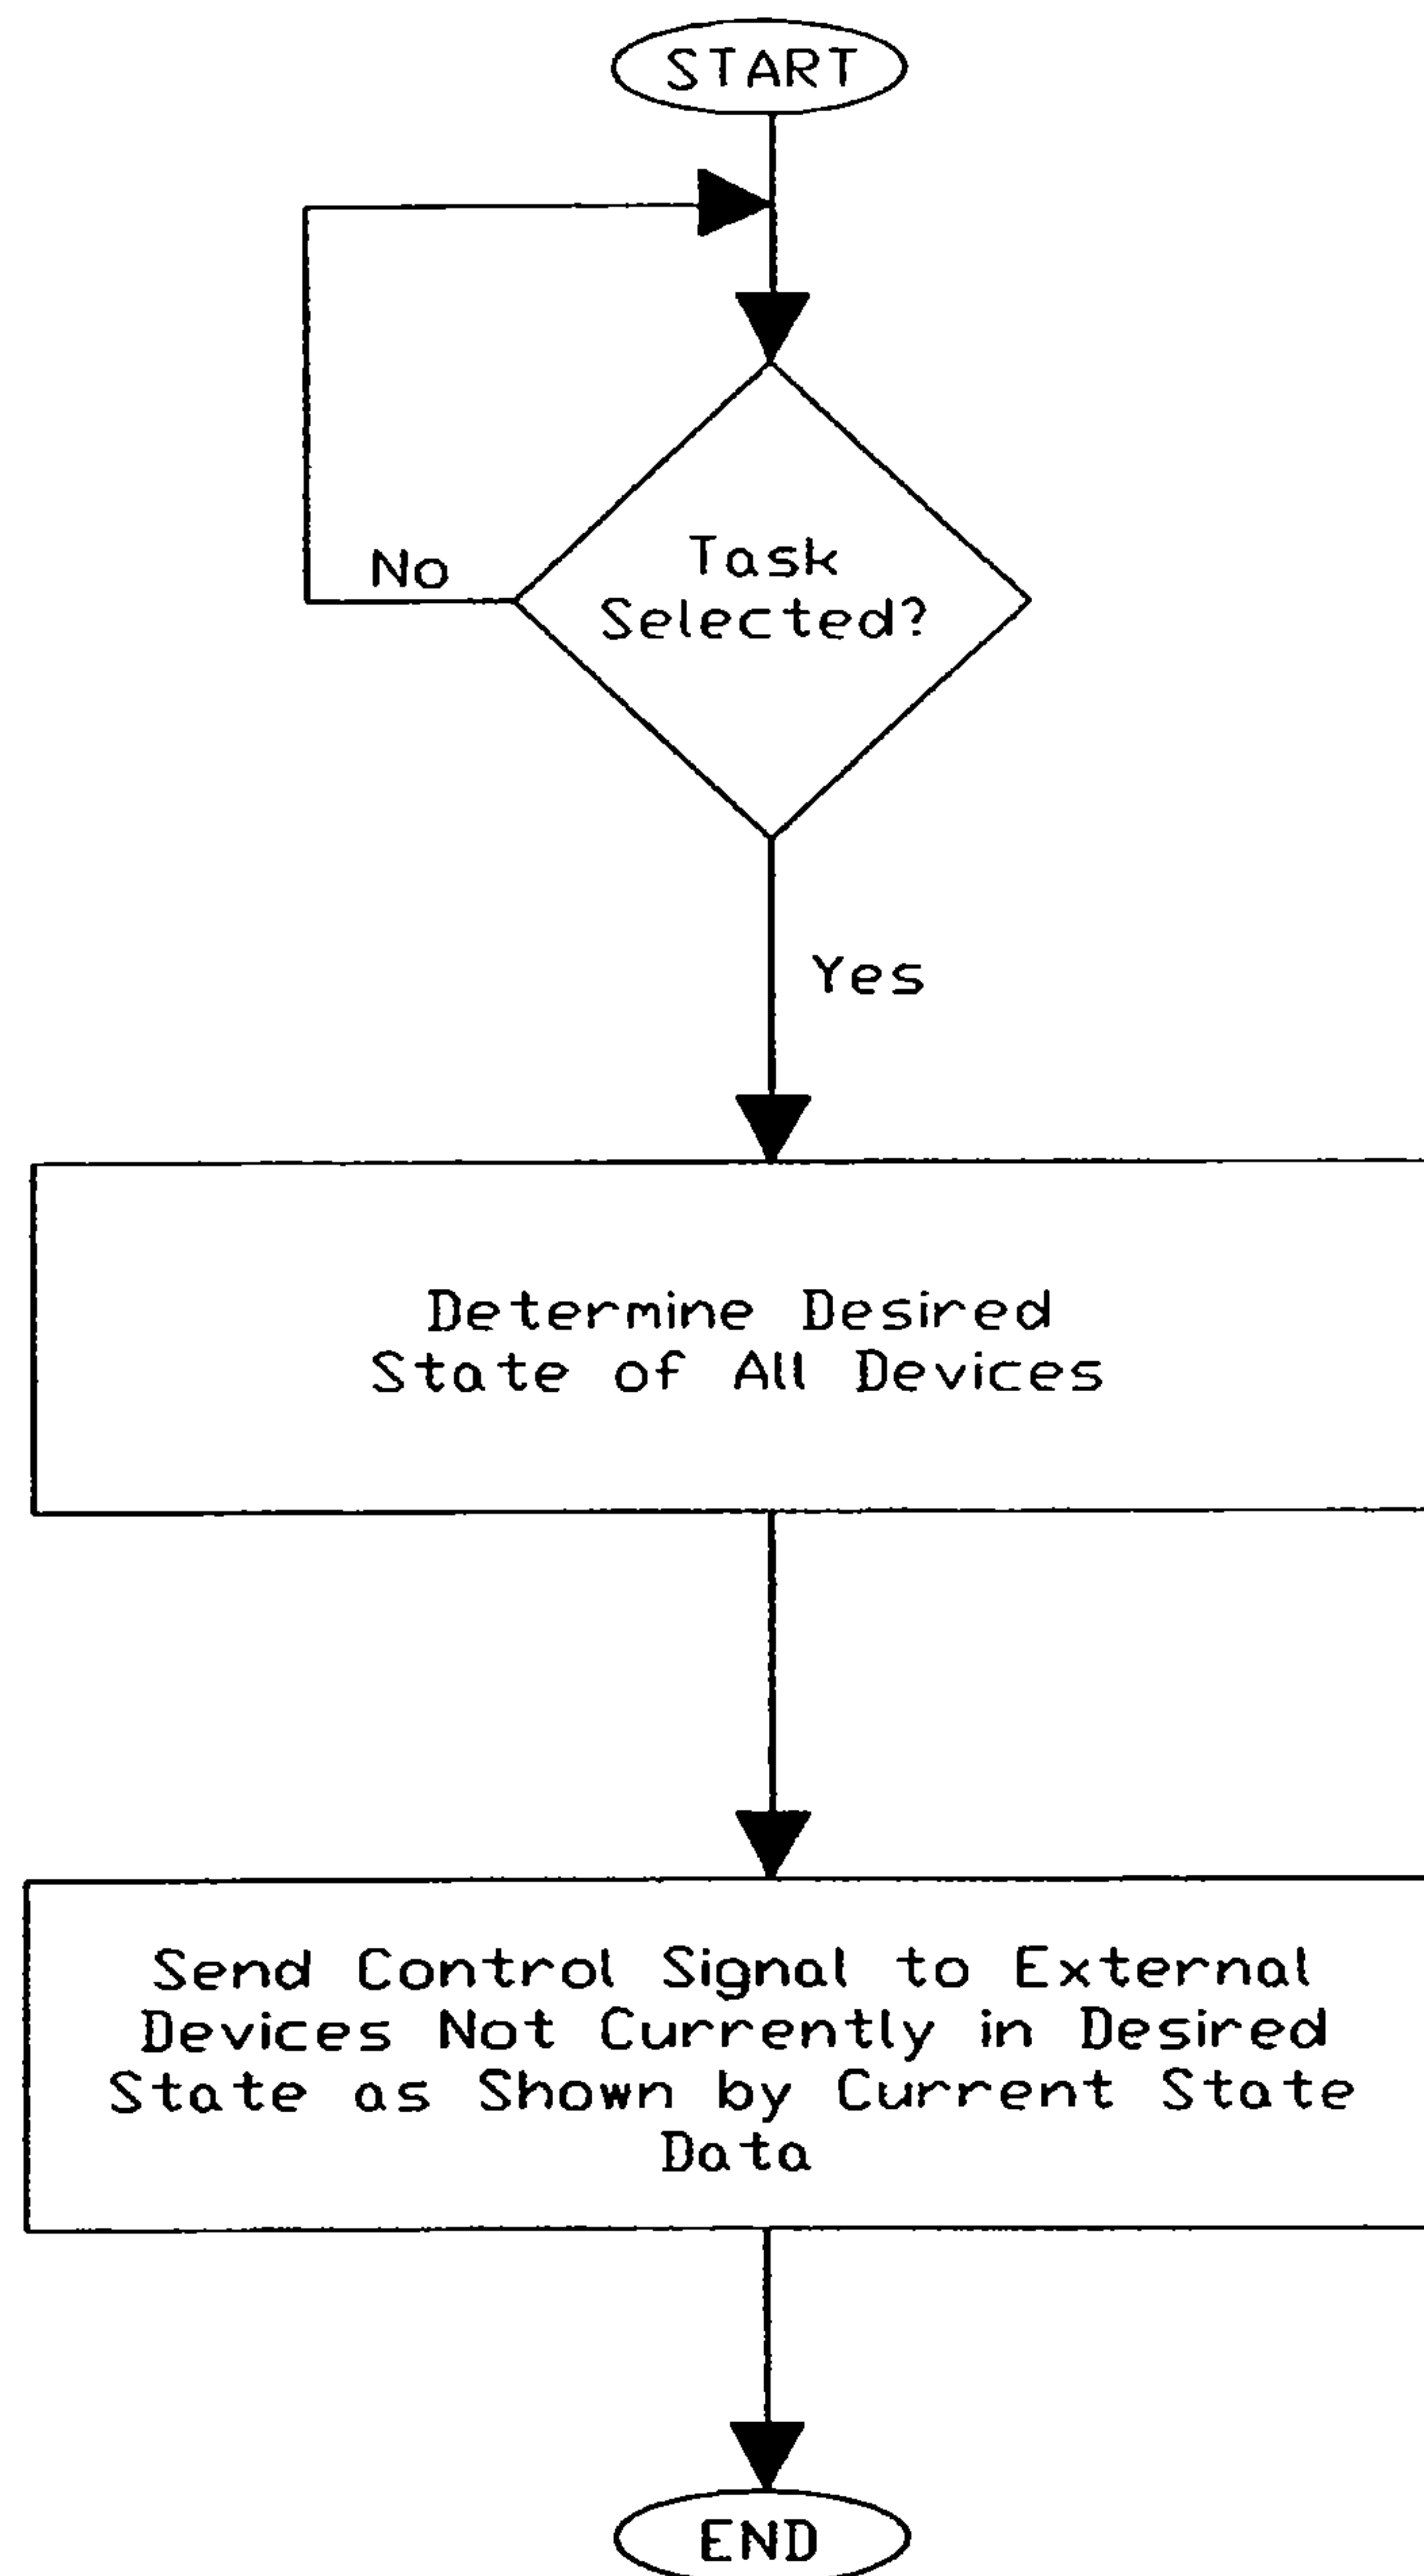 START
No
Task
Selected?
Yes
Determine Desired
State of All Devices
Send Control Signal to External
Devices Not Currently in Desired
State as Shown by Current State
Data
END